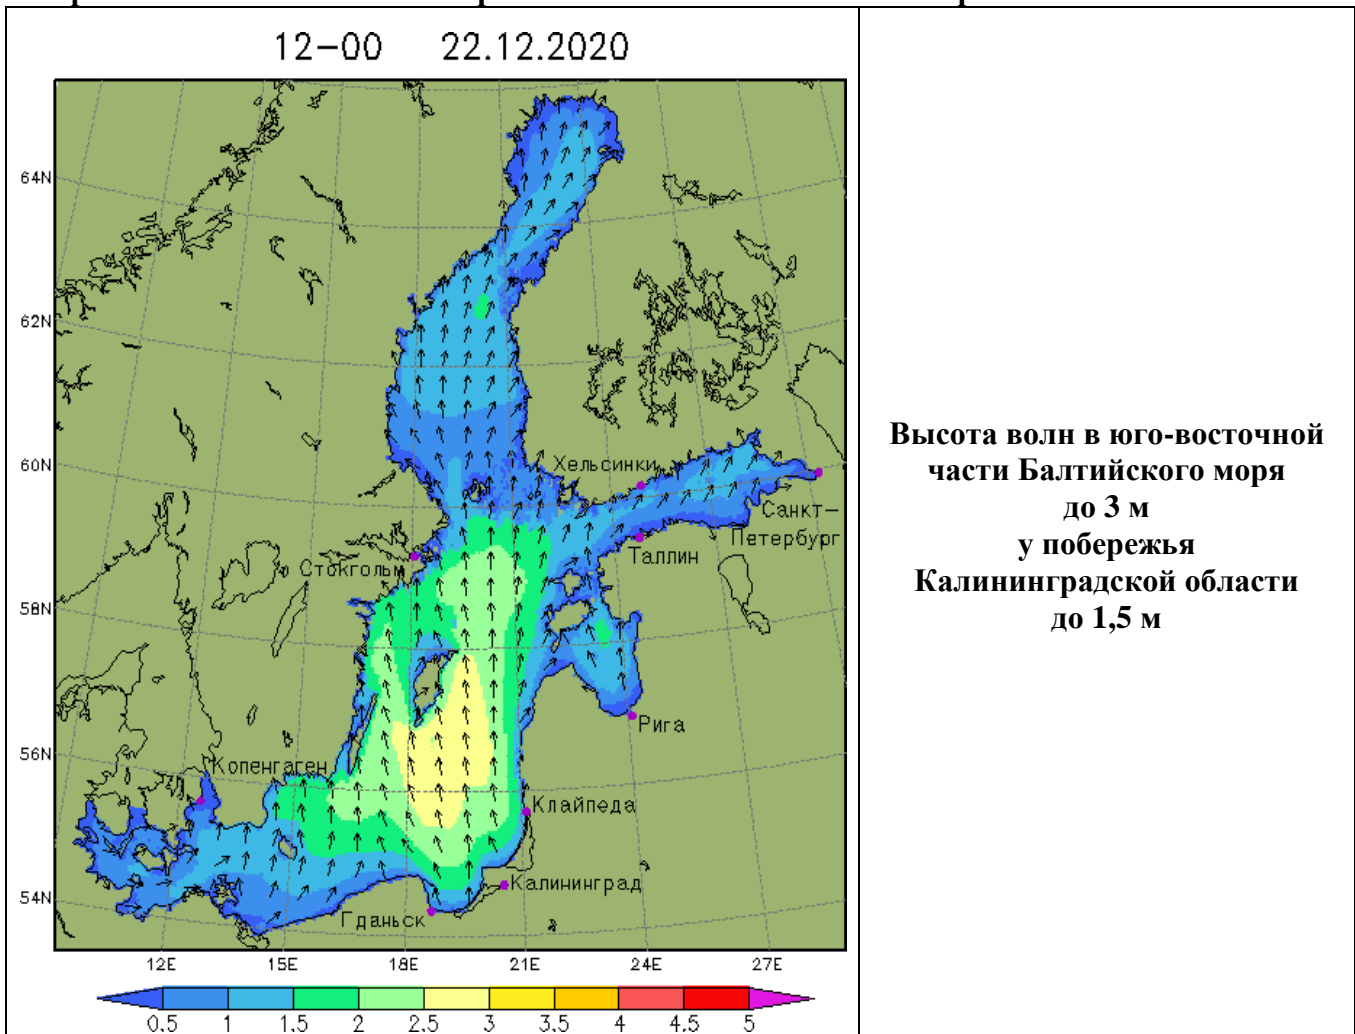 12-00 22.12.2020
64N
62N
60N
58N
56N
54N
Хельсинки
Санкт-
Петербург
Таллин
Стокгольм
Рига
Копенгаген
Клайпеда
Калининград
Гданьск
12E 15E 18E 21E 24E 27E
0.5 1 1.5 2 2.5 3 3.5 4 4.5 5
Высота волн в юго-восточной
части Балтийского моря
до 3 м
у побережья
Калининградской области
до 1,5 м